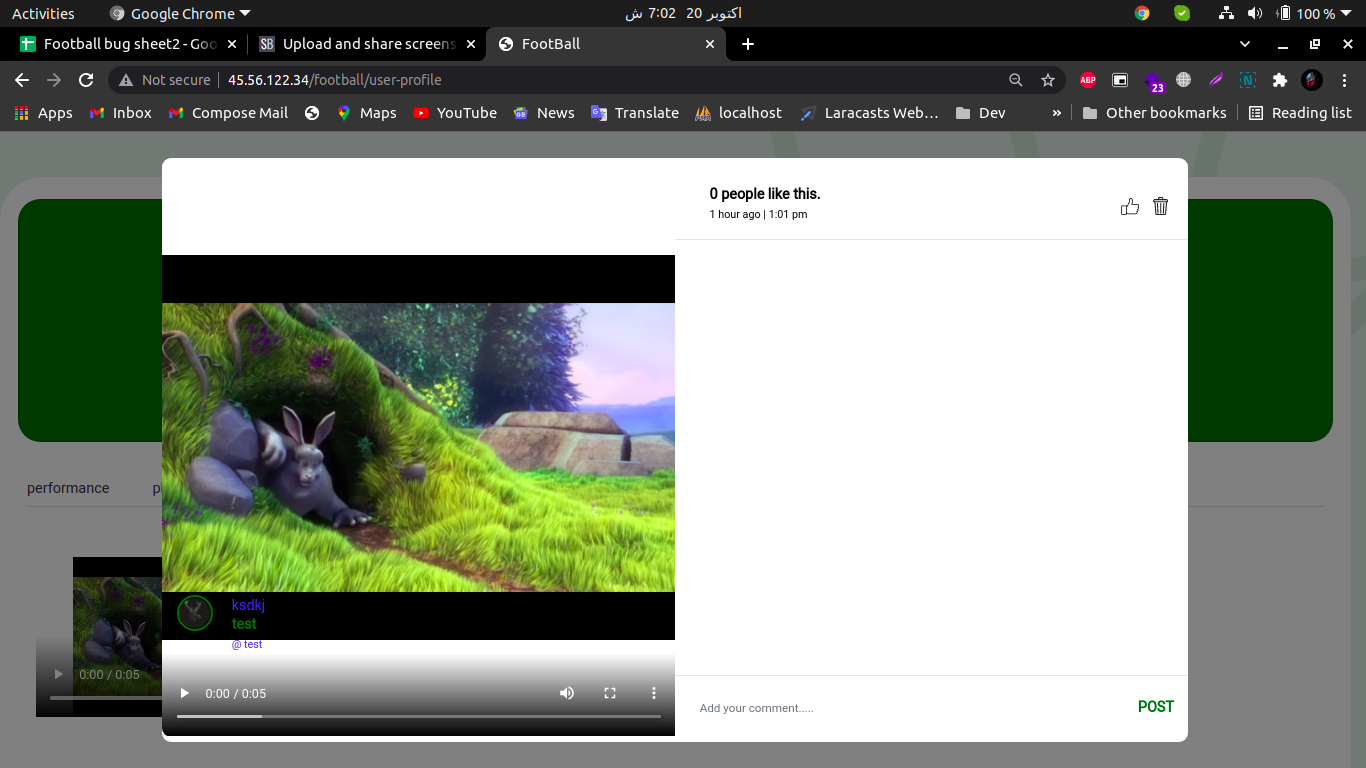 Activities
Google Chrome
اکتوبر 20 7:02 ش
100 %
Football bug sheet2 - Goo
Upload and share screens
FootBall
Not secure
45.56.122.34/football/user-profile
ABP
23
Apps
Inbox
Compose Mail
Maps
YouTube
News
Translate
localhost
Laracasts Web...
Dev
»
Other bookmarks
Reading list
0 people like this.
1 hour ago | 1:01 pm
performance
p
ksdkj
test
@ test
0:00 / 0:05
0:00 / 0:05
Add your comment.....
POST